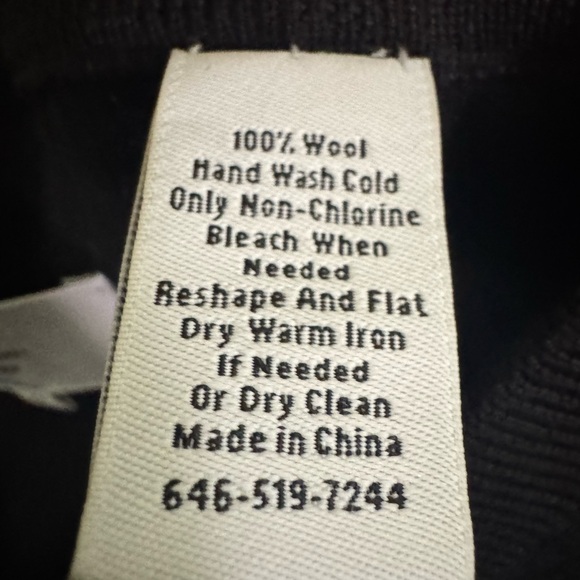 100% Wool
Hand Wash Cold
Only Non-Chlorine
Bleach When
Needed
Reshape And Flat
Dry Warm Iron
If Needed
Or Dry Clean
Made in China
646-519-7244